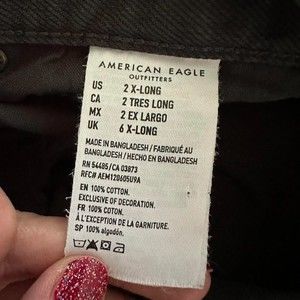 AMERICAN EAGLE
OUTFITTERS
US 2 X-LONG
CA 2 TRES LONG
MX 2 EX LARGO
UK 6 X-LONG
MADE IN BANGLADESH / FABRIQUÉ AU
BANGLADESH / HECHO EN BANGLADESH
RN 54485 / CA 03873
RFC# AEM120605U9A
EN 100% COTTON.
EXCLUSIVE OF DECORATION.
FR 100% COTON.
À L'EXCEPTION DE LA GARNITURE.
SP 100% algodón.